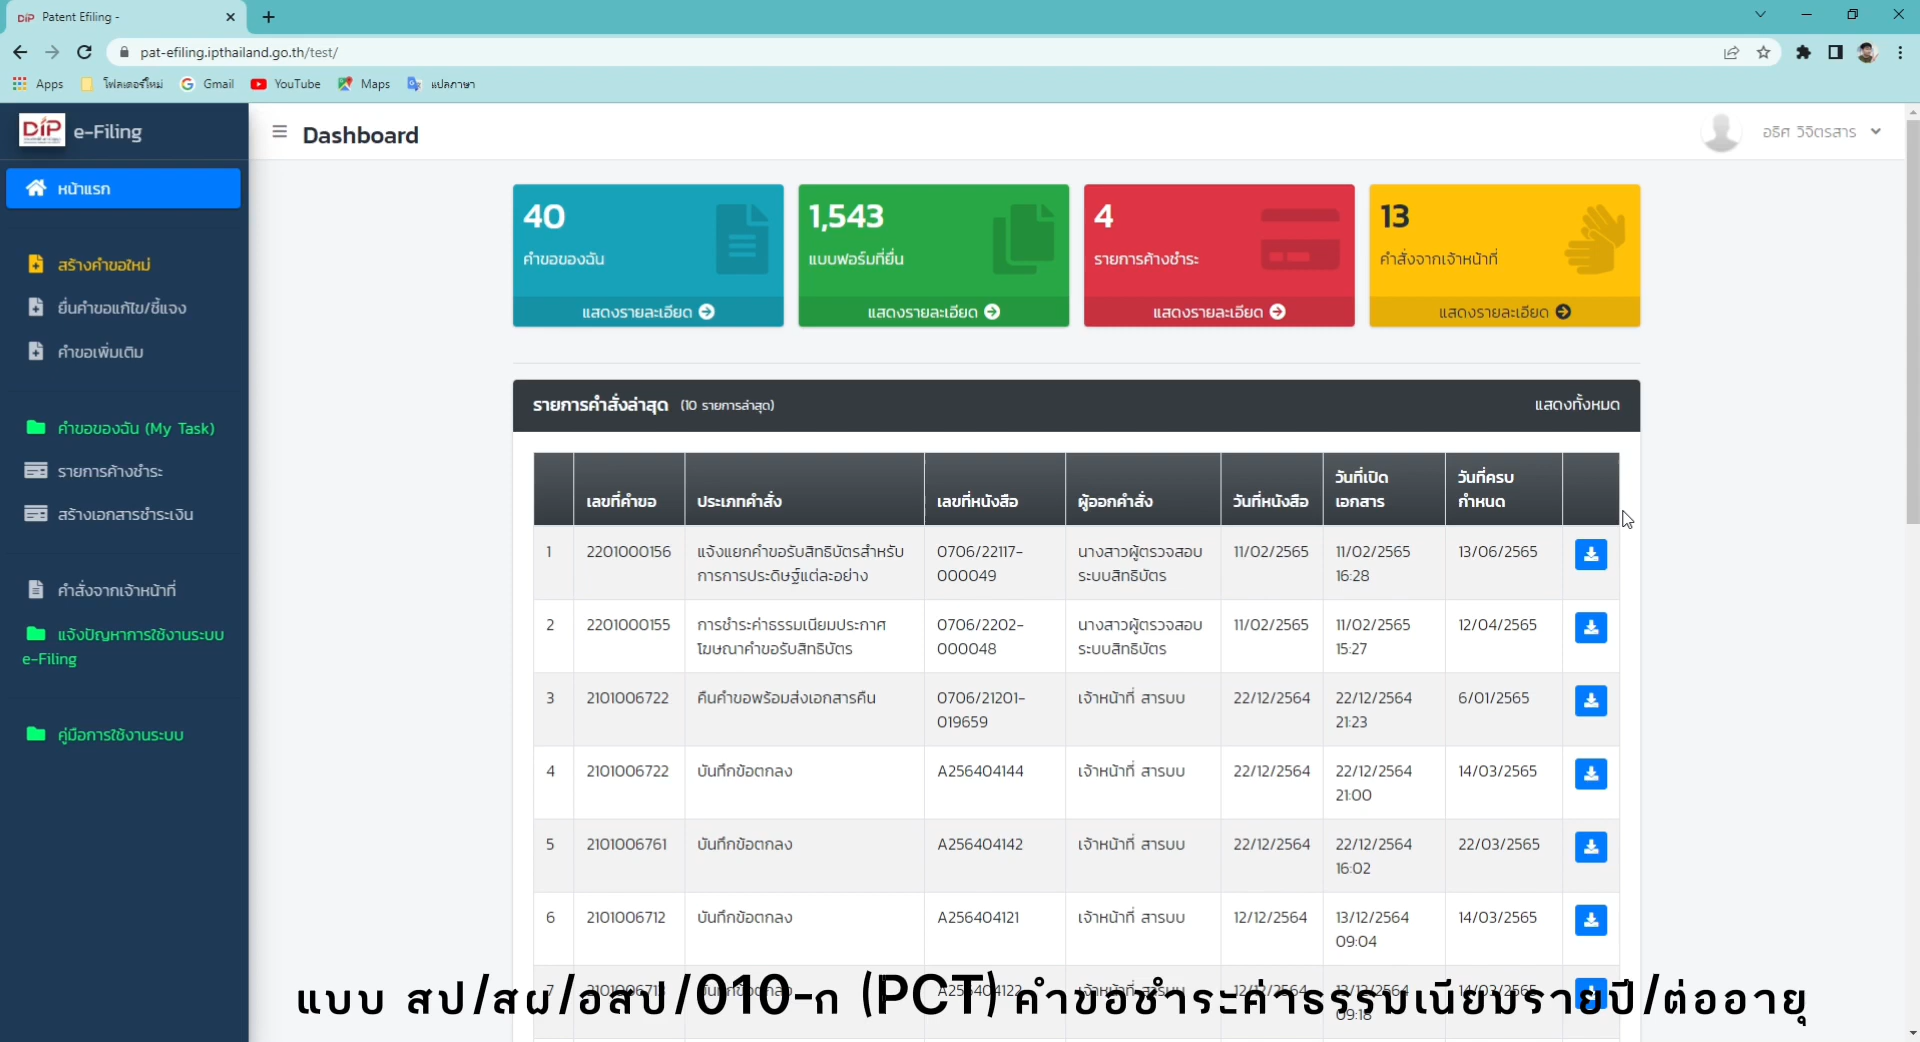 DIP Patent Efiling -
pat-efiling.ipthailand.go.th/test/
Apps โฟลเดอร์ใหม่ Gmail YouTube Maps แปลภาษา
DIP e-Filing
Dashboard
อธิศ วิจิตรสาร
หน้าแรก
สร้างคำขอใหม่
ยื่นคำขอแก้ไข/ชี้แจง
คำขอเพิ่มเติม
คำขอของฉัน (My Task)
รายการค้างชำระ
สร้างเอกสารชำระเงิน
คำสั่งจากเจ้าหน้าที่
แจ้งปัญหาการใช้งานระบบ
e-Filing
คู่มือการใช้งานระบบ
40 1,543 4 13
คำขอของฉัน แบบฟอร์มที่ยื่น รายการค้างชำระ คำสั่งจากเจ้าหน้าที่
แสดงรายละเอียด แสดงรายละเอียด แสดงรายละเอียด แสดงรายละเอียด
รายการคำสั่งล่าสุด (10 รายการล่าสุด) แสดงทั้งหมด
วันที่เปิด วันที่ครบ
เลขที่คำขอ ประเภทคำสั่ง เลขที่หนังสือ ผู้ออกคำสั่ง วันที่หนังสือ เอกสาร กำหนด
1 2201000156 แจ้งแยกคำขอรับสิทธิบัตรสำหรับ 0706/22117- นางสาวผู้ตรวจสอบ 11/02/2565 11/02/2565 13/06/2565
การการประดิษฐ์แต่ละอย่าง 000049 ระบบสิทธิบัตร 16:28
2 2201000155 การชำระค่าธรรมเนียมประกาศ 0706/2202- นางสาวผู้ตรวจสอบ 11/02/2565 11/02/2565 12/04/2565
โฆษณาคำขอรับสิทธิบัตร 000048 ระบบสิทธิบัตร 15:27
3 2101006722 คืนคำขอพร้อมส่งเอกสารคืน 0706/21201- เจ้าหน้าที่ สารบบ 22/12/2564 22/12/2564 6/01/2565
019659 21:23
4 2101006722 บันทึกข้อตกลง A256404144 เจ้าหน้าที่ สารบบ 22/12/2564 22/12/2564 14/03/2565
21:00
5 2101006761 บันทึกข้อตกลง A256404142 เจ้าหน้าที่ สารบบ 22/12/2564 22/12/2564 22/03/2565
16:02
6 2101006712 บันทึกข้อตกลง A256404121 เจ้าหน้าที่ สารบบ 12/12/2564 13/12/2564 14/03/2565
09:04
แบบ สป/สผ/อสป/010-ก (PCT) คำขอชำระค่าธรรมเนียมรายปี/ต่ออายุ
09:18